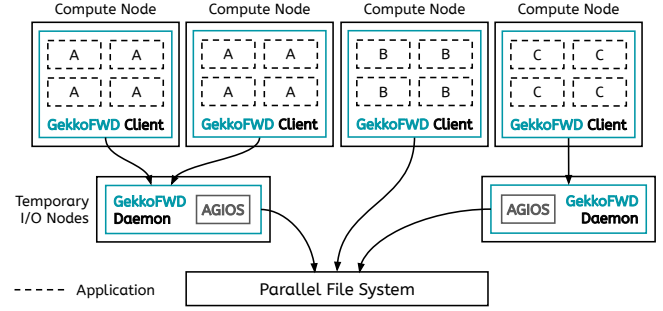 Compute Node Compute Node Compute Node Compute Node
A A A A B B C C
A A A A B B C C
GekkoFWD Client GekkoFWD Client GekkoFWD Client GekkoFWD Client
Temporary
I/O Nodes
GekkoFWD
Daemon
AGIOS
AGIOS
GekkoFWD
Daemon
Application
Parallel File System